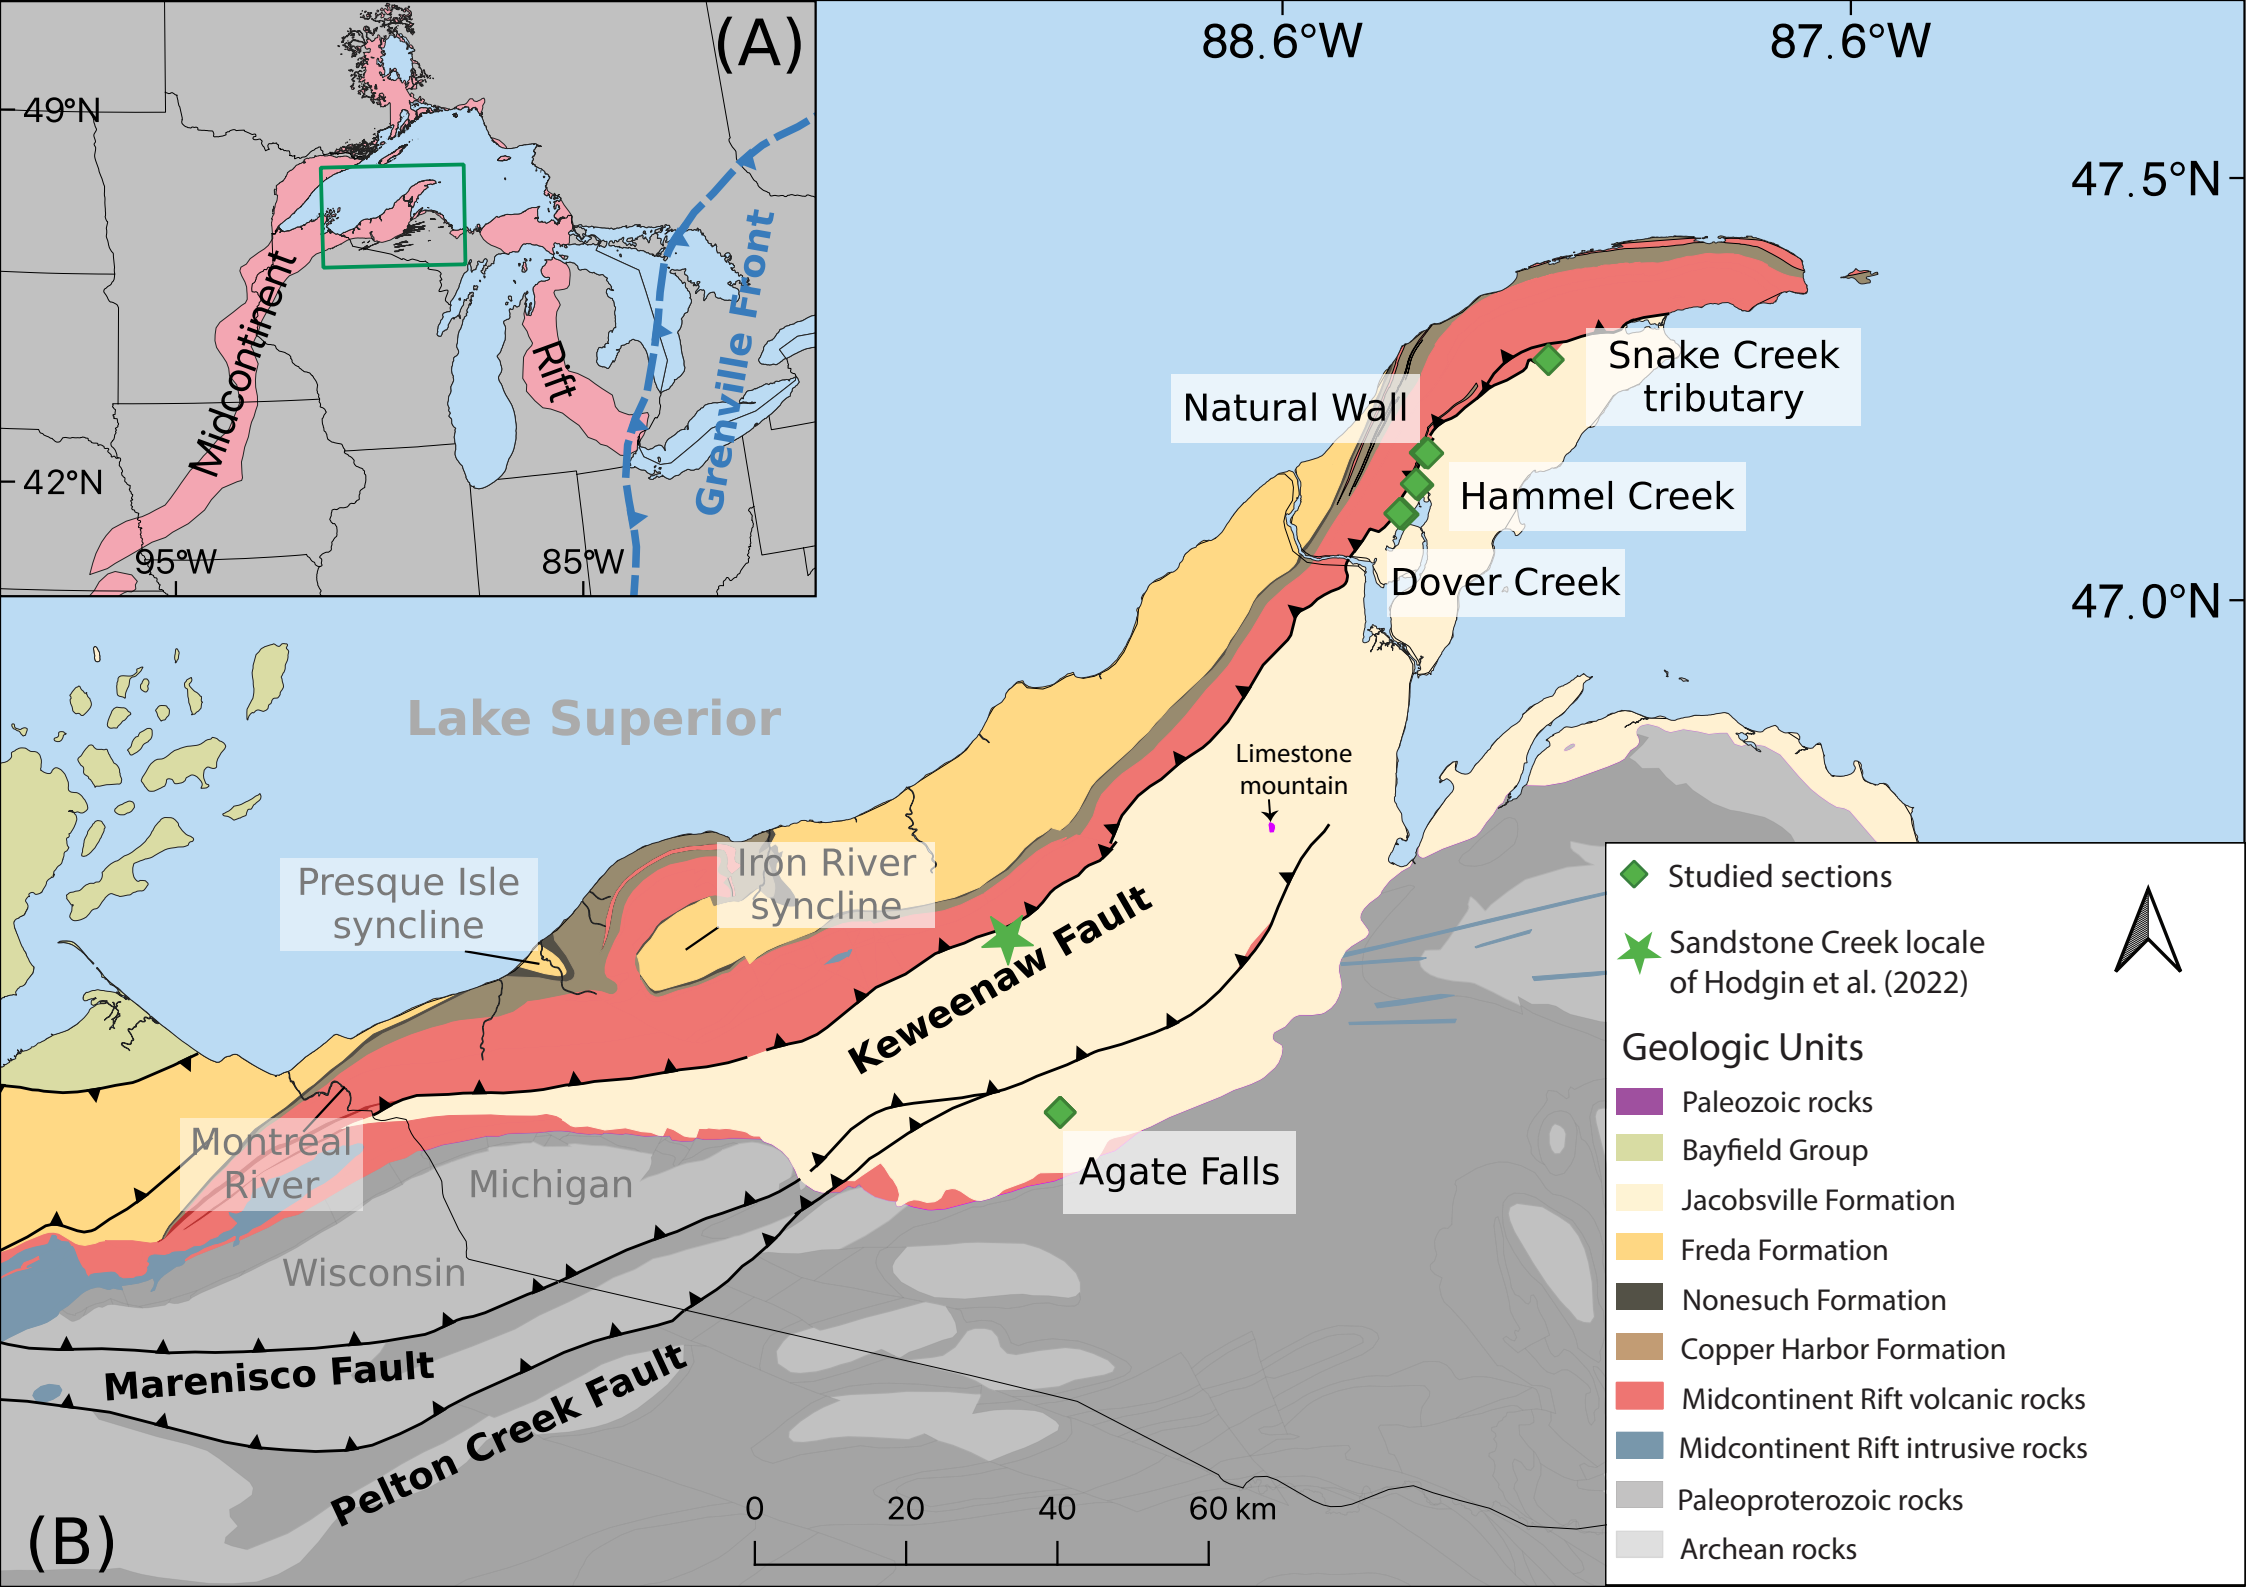 (A)
49°N
42°N
95°W
85°W
Midcontinent
Rift
Grenville Front
88.6°W
87.6°W
47.5°N
47.0°N
Snake Creek
tributary
Natural Wall
Hammel Creek
Dover Creek
Lake Superior
Limestone
mountain
Iron River
syncline
Presque Isle
syncline
Keweenaw Fault
Montreal
River
Michigan
Agate Falls
Wisconsin
Marenisco Fault
Pelton Creek Fault
0 20 40 60 km
(B)
Studied sections
Sandstone Creek locale
of Hodgin et al. (2022)
Geologic Units
Paleozoic rocks
Bayfield Group
Jacobsville Formation
Freda Formation
Nonesuch Formation
Copper Harbor Formation
Midcontinent Rift volcanic rocks
Midcontinent Rift intrusive rocks
Paleoproterozoic rocks
Archean rocks